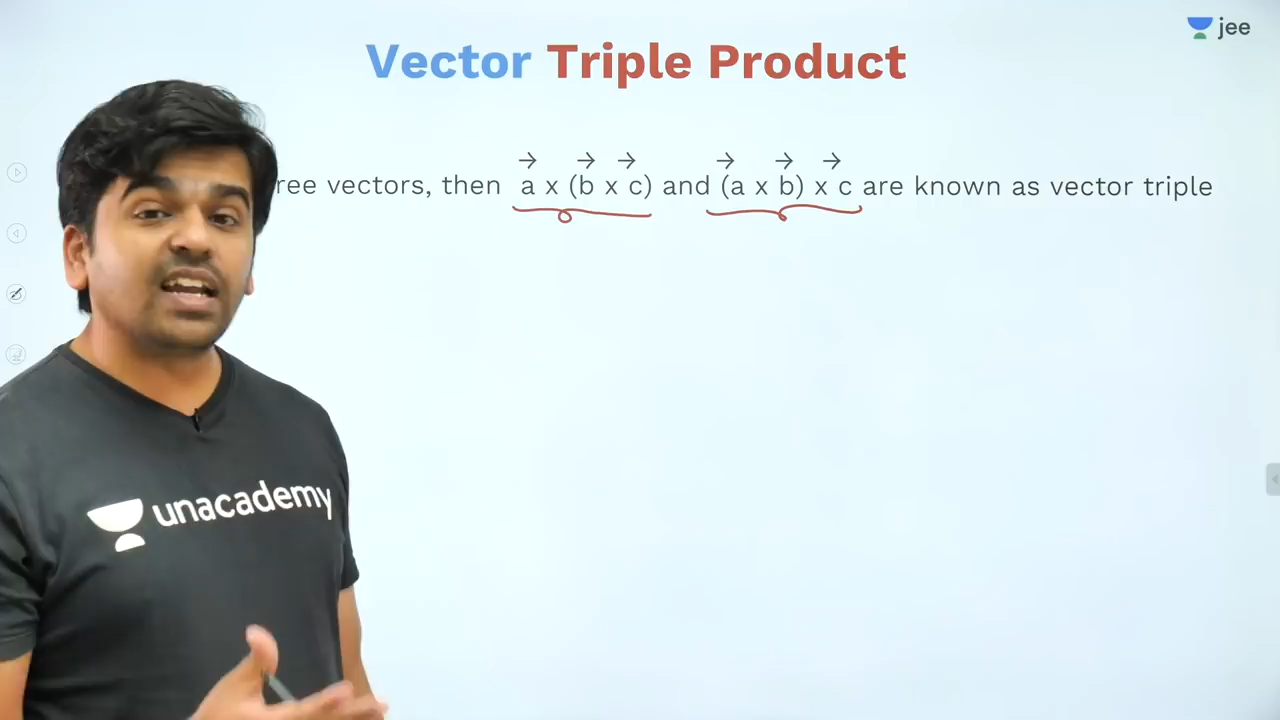 jee
Vector Triple Product
ree vectors, then a x (b x c) and (a x b) x c are known as vector triple
unacademy